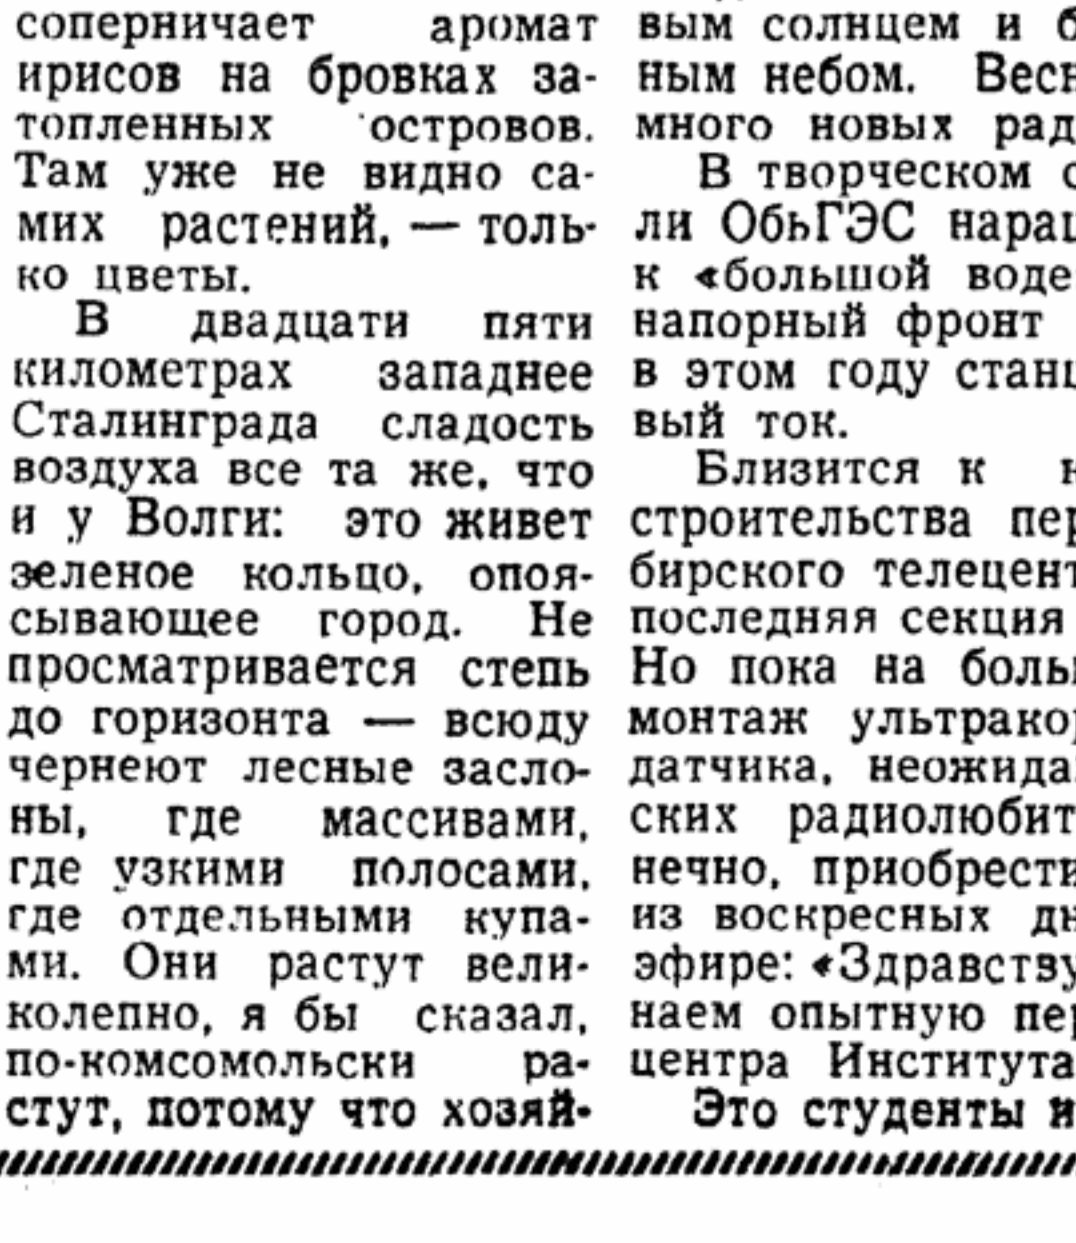 соперничает аромат
ирисов на бровках за-
топленных островов.
Там уже не видно са-
мих растений, — толь-
ко цветы.
В двадцати пяти
километрах западнее
Сталинграда сладость
воздуха все та же, что
и у Волги: это живет
зеленое кольцо, опоя-
сывающее город. Не
просматривается степь
до горизонта — всюду
чернеют лесные засло-
ны, где массивами,
где узкими полосами,
где отдельными купа-
ми. Они растут вели-
колепно, я бы сказал,
по-комсомольски ра-
стут, потому что хозяй-
вым солнцем и
ным небом.
много новых
В творческом
ли ОбьГЭС
к «большой воде
напорный фронт
в этом году
вый ток.
Близится к
строительства
бирского
последняя секция
Но пока на
монтаж
датчика,
ских
нечно, приобрести
из воскресных
эфире:
наем опытную
центра Института
Это студенты